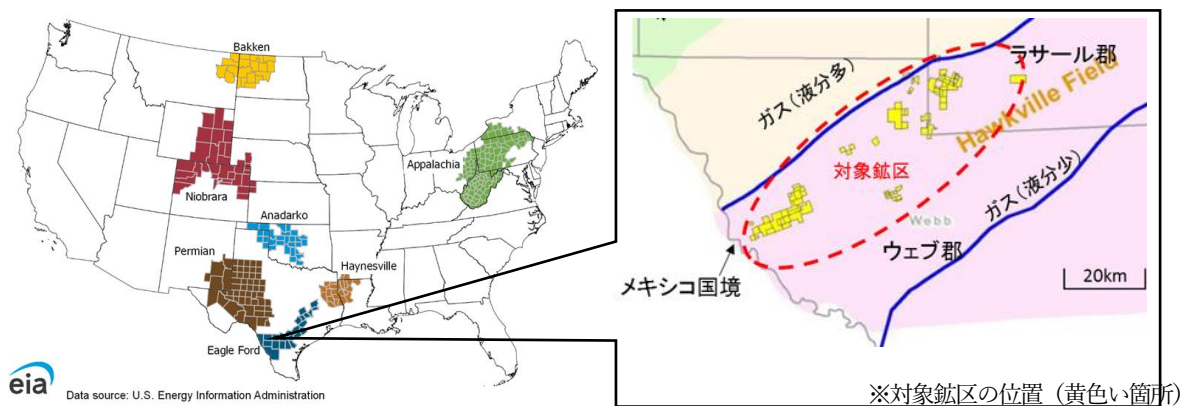 Bakken
Niobrara
Appalachia
Anadarko
Permian
Haynesville
Eagle Ford
eia
Data source: U.S. Energy Information Administration
ラサール郡
ガス(液分多)
Hawkville Field
対象鉱区
ガス(液分少)
Webb
ウェブ郡
メキシコ国境
20km
※対象鉱区の位置(黄色い箇所)